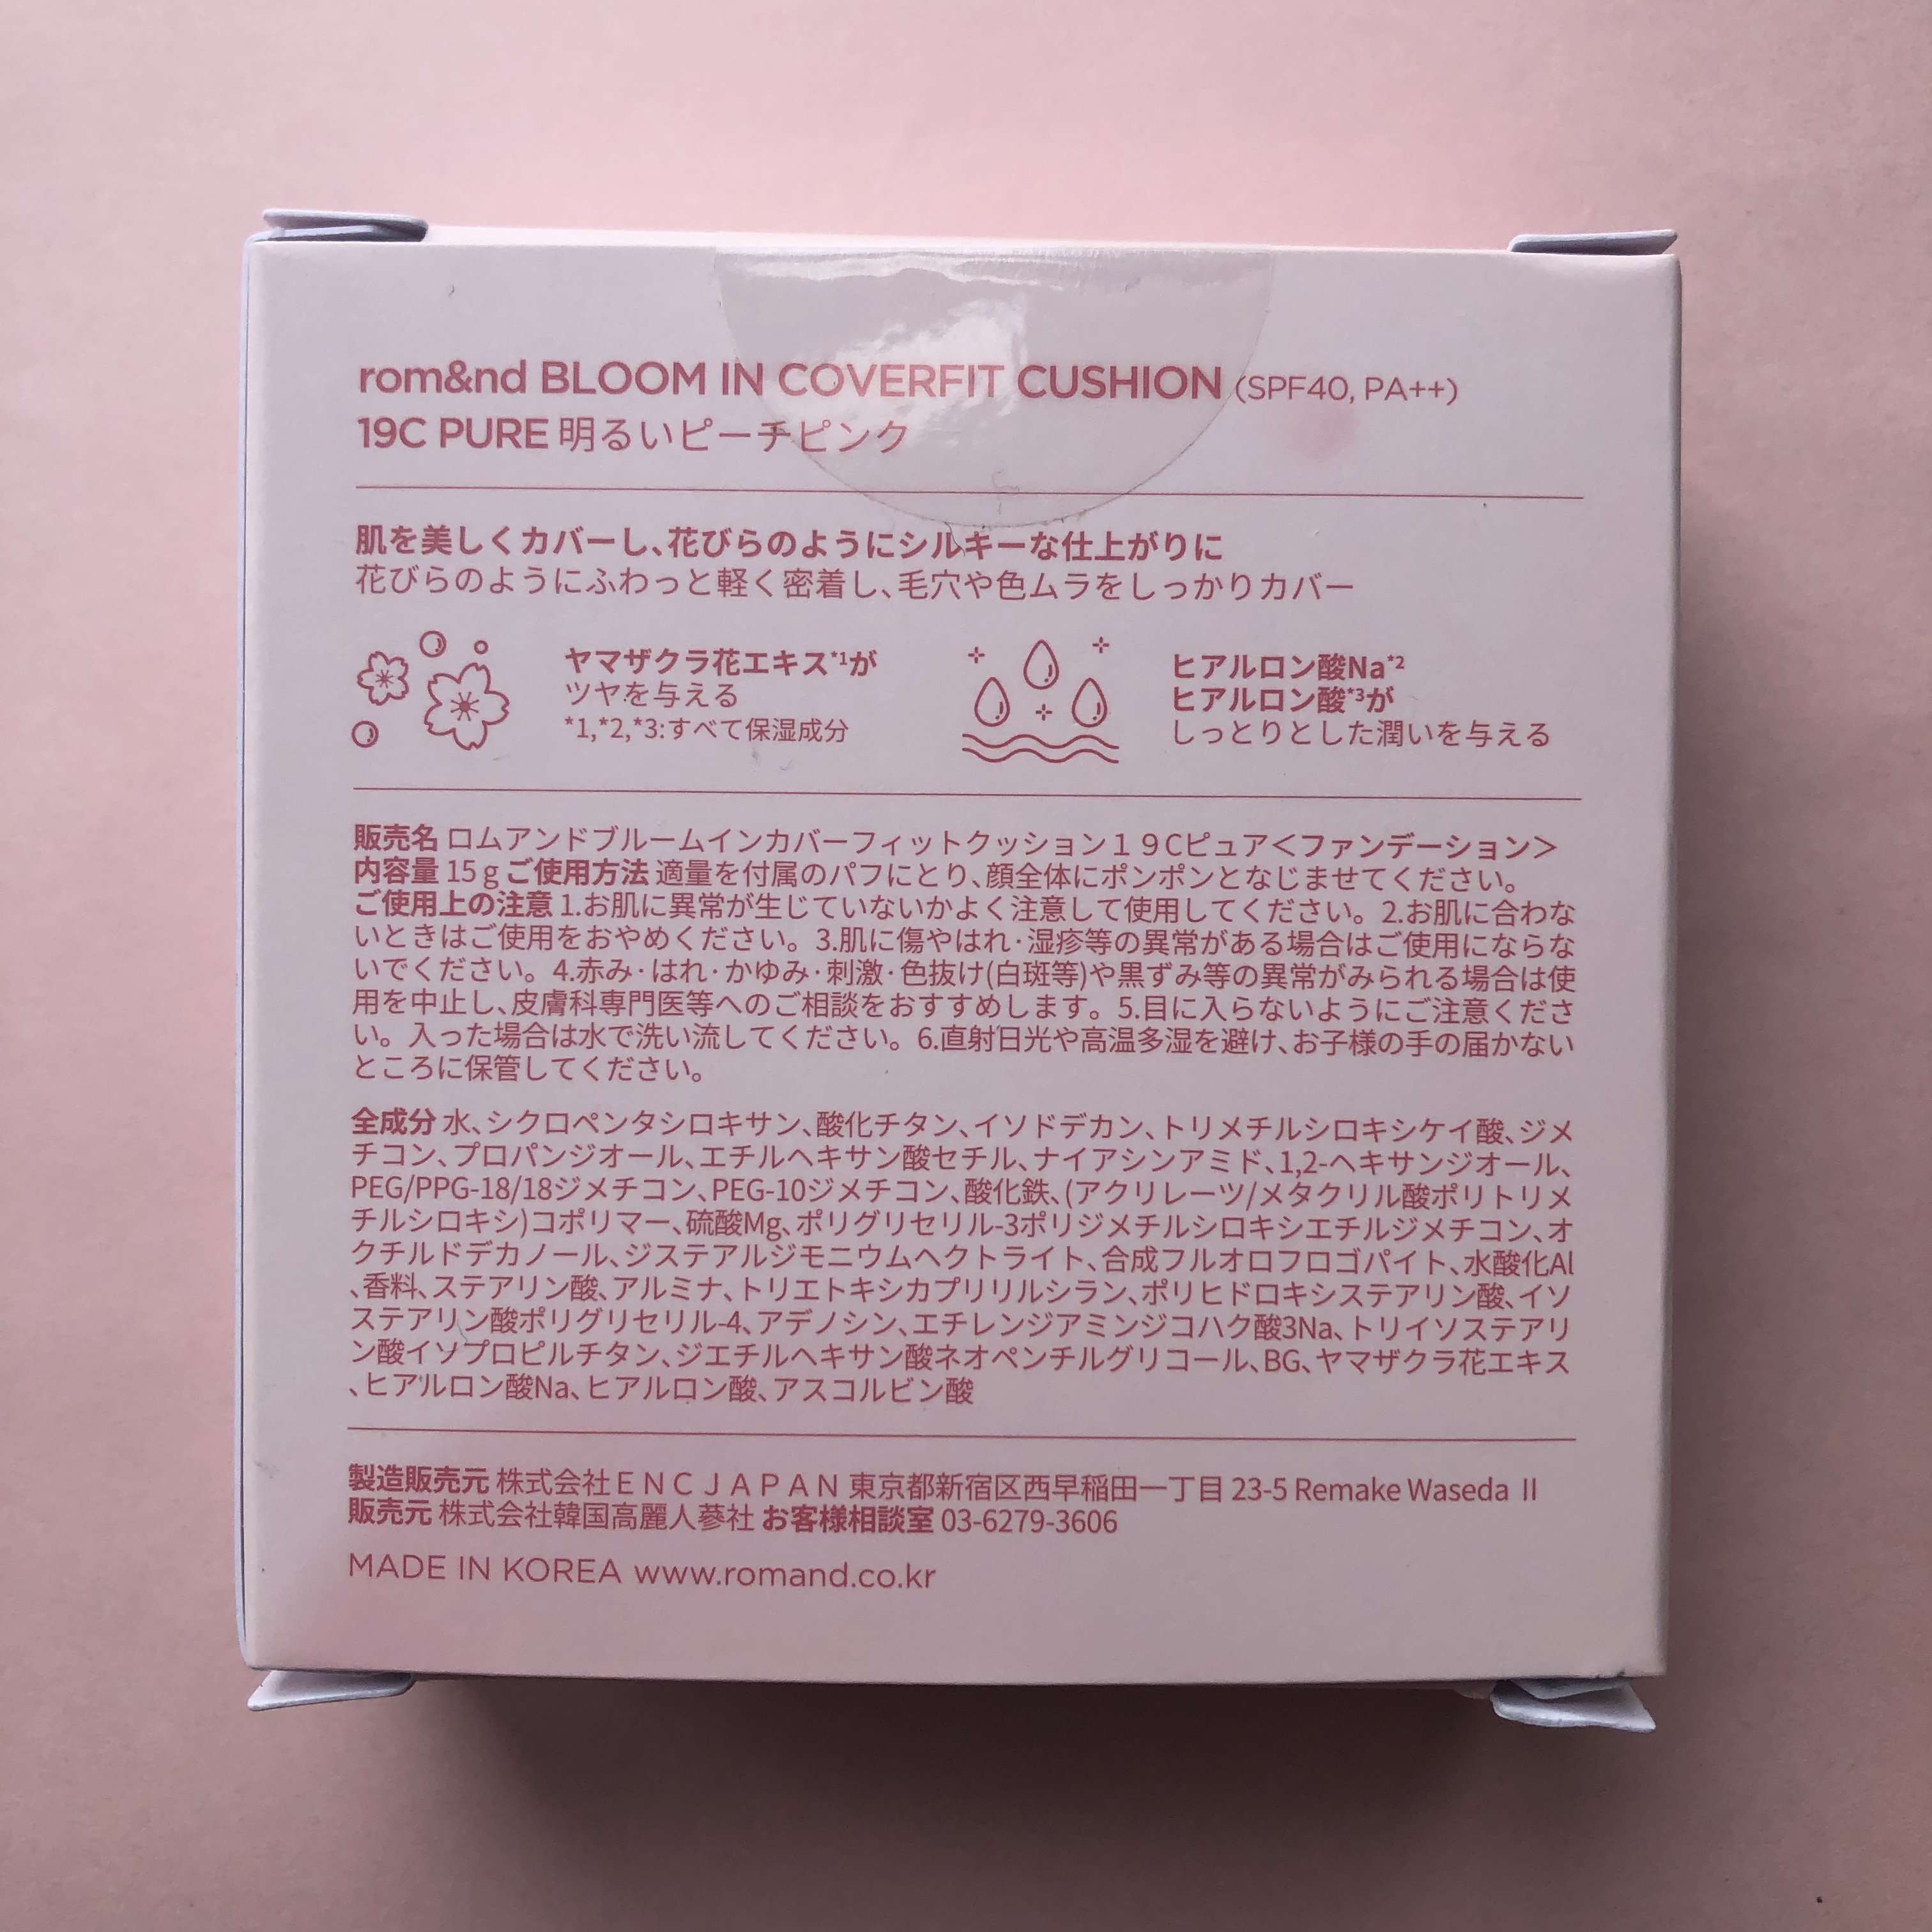 rom&nd BLOOM IN COVERFIT CUSHION (SPF40, PA++)
19C PURE 明るいピーチピンク
肌を美しくカバーし、花びらのようにシルキーな仕上がりに
花びらのようにふわっと軽く密着し、毛穴や色ムラをしっかりカバー
ヤマザクラ花エキス*1が
ツヤを与える
*1,*2,*3:すべて保湿成分
ヒアルロン酸Na*2
ヒアルロン酸*3が
しっとりとした潤いを与える
販売名 ロムアンドブルームインカバーフィットクッション１９Cピュア＜ファンデーション＞
内容量 15 g ご使用方法 適量を付属のパフにとり、顔全体にポンポンとなじませてください。
ご使用上の注意 1.お肌に異常が生じていないかよく注意して使用してください。2.お肌に合わな
いときはご使用をおやめください。3.肌に傷やはれ・湿疹等の異常がある場合はご使用にならな
いでください。4.赤み・はれ・かゆみ・刺激・色抜け(白斑等)や黒ずみ等の異常がみられる場合は使
用を中止し、皮膚科専門医等へのご相談をおすすめします。5.目に入らないようにご注意くださ
い。入った場合は水で洗い流してください。6.直射日光や高温多湿を避け、お子様の手の届かない
ところに保管してください。
全成分 水、シクロペンタシロキサン、酸化チタン、イソドデカン、トリメチルシロキシケイ酸、ジメ
チコン、プロパンジオール、エチルヘキサン酸セチル、ナイアシンアミド、1,2-ヘキサンジオール、
PEG/PPG-18/18ジメチコン、PEG-10ジメチコン、酸化鉄、(アクリレーツ/メタクリル酸ポリトリメ
チルシロキシ)コポリマー、硫酸Mg、ポリグリセリル-3ポリジメチルシロキシエチルジメチコン、オ
クチルドデカノール、ジステアルジモニウムヘクトライト、合成フルオロフロゴパイト、水酸化Al
、香料、ステアリン酸、アルミナ、トリエトキシカプリリルシラン、ポリヒドロキシステアリン酸、イソ
ステアリン酸ポリグリセリル-4、アデノシン、エチレンジアミンジコハク酸3Na、トリイソステアリ
ン酸イソプロピルチタン、ジエチルヘキサン酸ネオペンチルグリコール、BG、ヤマザクラ花エキス
、ヒアルロン酸Na、ヒアルロン酸、アスコルビン酸
製造販売元 株式会社ＥＮＣＪＡＰＡＮ 東京都新宿区西早稲田一丁目 23-5 Remake Waseda Ⅱ
販売元 株式会社韓国高麗人蔘社 お客様相談室 03-6279-3606
MADE IN KOREA www.romand.co.kr